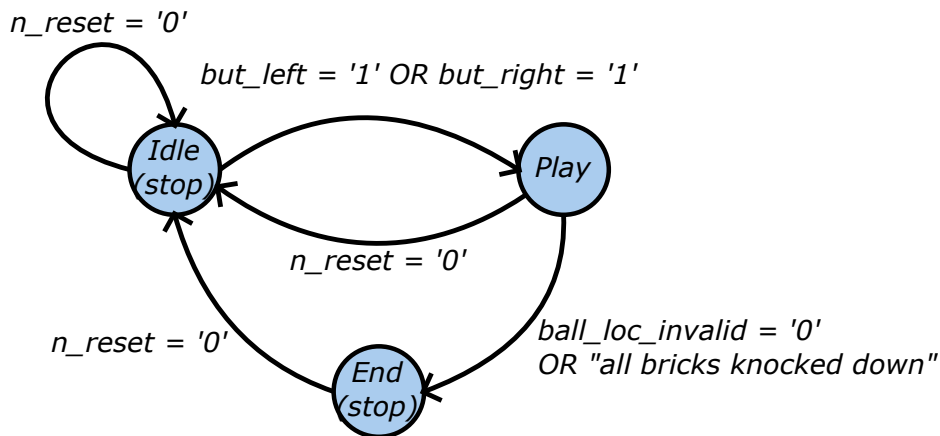 n_reset = '0'
but_left = '1' OR but_right = '1'
Idle
(stop)
Play
n_reset = '0'
n_reset = '0'
ball_loc_invalid = '0'
OR "all bricks knocked down"
End
(stop)